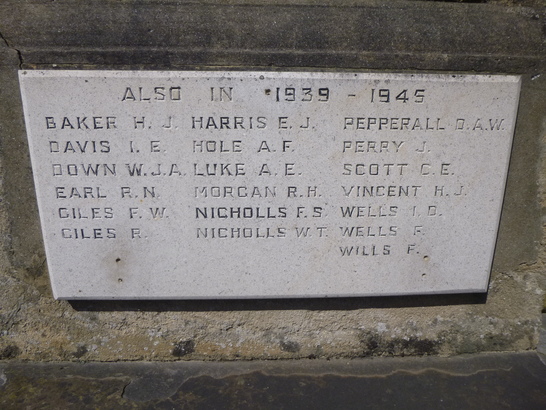 ALSO IN 1939 - 1945
BAKER H. J. HARRIS E. J. PEPPERALL D.A.W.
DAVIS I. E. HOLE A. F. PERRY J.
DOWN W.J.A. LUKE A. E. SCOTT C. E.
EARL R. N. MORGAN R. H. VINCENT H. J.
GILES F. W. NICHOLLS F. S. WELLS I. D.
GILES R. NICHOLLS W. T. WELLS F.
WILLS F.